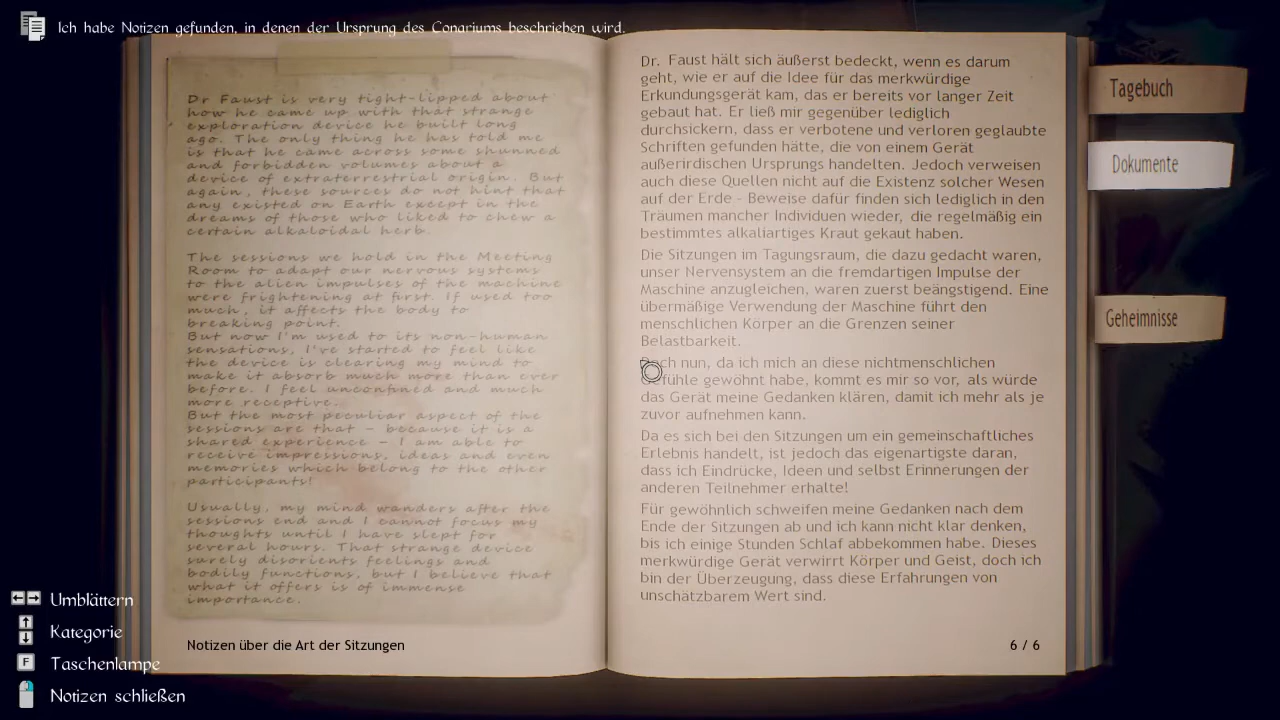 Ich habe Notizen gefunden, in denen der Ursprung des Conariums beschrieben wird.
Dr Faust is very tight-lipped about
how he came up with that strange
exploration device he built long
ago. The only thing he has told me
is that he came across some shunned
and forbidden volumes about a
device of extraterrestrial origin. But
again, these sources do not hint that
any existed on Earth except in the
dreams of those who liked to chew a
certain alkaloidal herb.
The sessions we hold in the Meeting
Room to adapt our nervous systems
to the alien impulses of the machine
were frightening at first. If used too
much, it affects the body to
breaking point.
But now I'm used to its non-human
sensations, I've started to feel like
the device is clearing my mind to
make it absorb much more than ever
before. I feel unconfined and much
more receptive.
But the most peculiar aspect of the
sessions are that - because it is a
shared experience - I am able to
receive impressions, ideas and even
memories which belong to the other
participants!
Usually, my mind wanders after the
sessions end and I cannot focus my
thoughts until I have slept for
several hours. That strange device
surely disorients feelings and
bodily functions, but I believe that
what it offers is of immense
importance.
Notizen über die Art der Sitzungen
Dr. Faust hält sich äußerst bedeckt, wenn es darum
geht, wie er auf die Idee für das merkwürdige
Erkundungsgerät kam, das er bereits vor langer Zeit
gebaut hat. Er ließ mir gegenüber lediglich
durchsickern, dass er verbotene und verloren geglaubte
Schriften gefunden hätte, die von einem Gerät
außerirdischen Ursprungs handelten. Jedoch verweisen
auch diese Quellen nicht auf die Existenz solcher Wesen
auf der Erde - Beweise dafür finden sich lediglich in den
Träumen mancher Individuen wieder, die regelmäßig ein
bestimmtes alkaliartiges Kraut gekaut haben.
Die Sitzungen im Tagungsraum, die dazu gedacht waren,
unser Nervensystem an die fremdartigen Impulse der
Maschine anzugleichen, waren zuerst beängstigend. Eine
übermäßige Verwendung der Maschine führt den
menschlichen Körper an die Grenzen seiner
Belastbarkeit.
Doch nun, da ich mich an diese nichtmenschlichen
Gefühle gewöhnt habe, kommt es mir so vor, als würde
das Gerät meine Gedanken klären, damit ich mehr als je
zuvor aufnehmen kann.
Da es sich bei den Sitzungen um ein gemeinschaftliches
Erlebnis handelt, ist jedoch das eigenartigste daran,
dass ich Eindrücke, Ideen und selbst Erinnerungen der
anderen Teilnehmer erhalte!
Für gewöhnlich schweifen meine Gedanken nach dem
Ende der Sitzungen ab und ich kann nicht klar denken,
bis ich einige Stunden Schlaf abbekommen habe. Dieses
merkwürdige Gerät verwirrt Körper und Geist, doch ich
bin der Überzeugung, dass diese Erfahrungen von
unschätzbarem Wert sind.
6 / 6
Tagebuch
Dokumente
Geheimnisse
Umblättern
Kategorie
F Taschenlampe
Notizen schließen